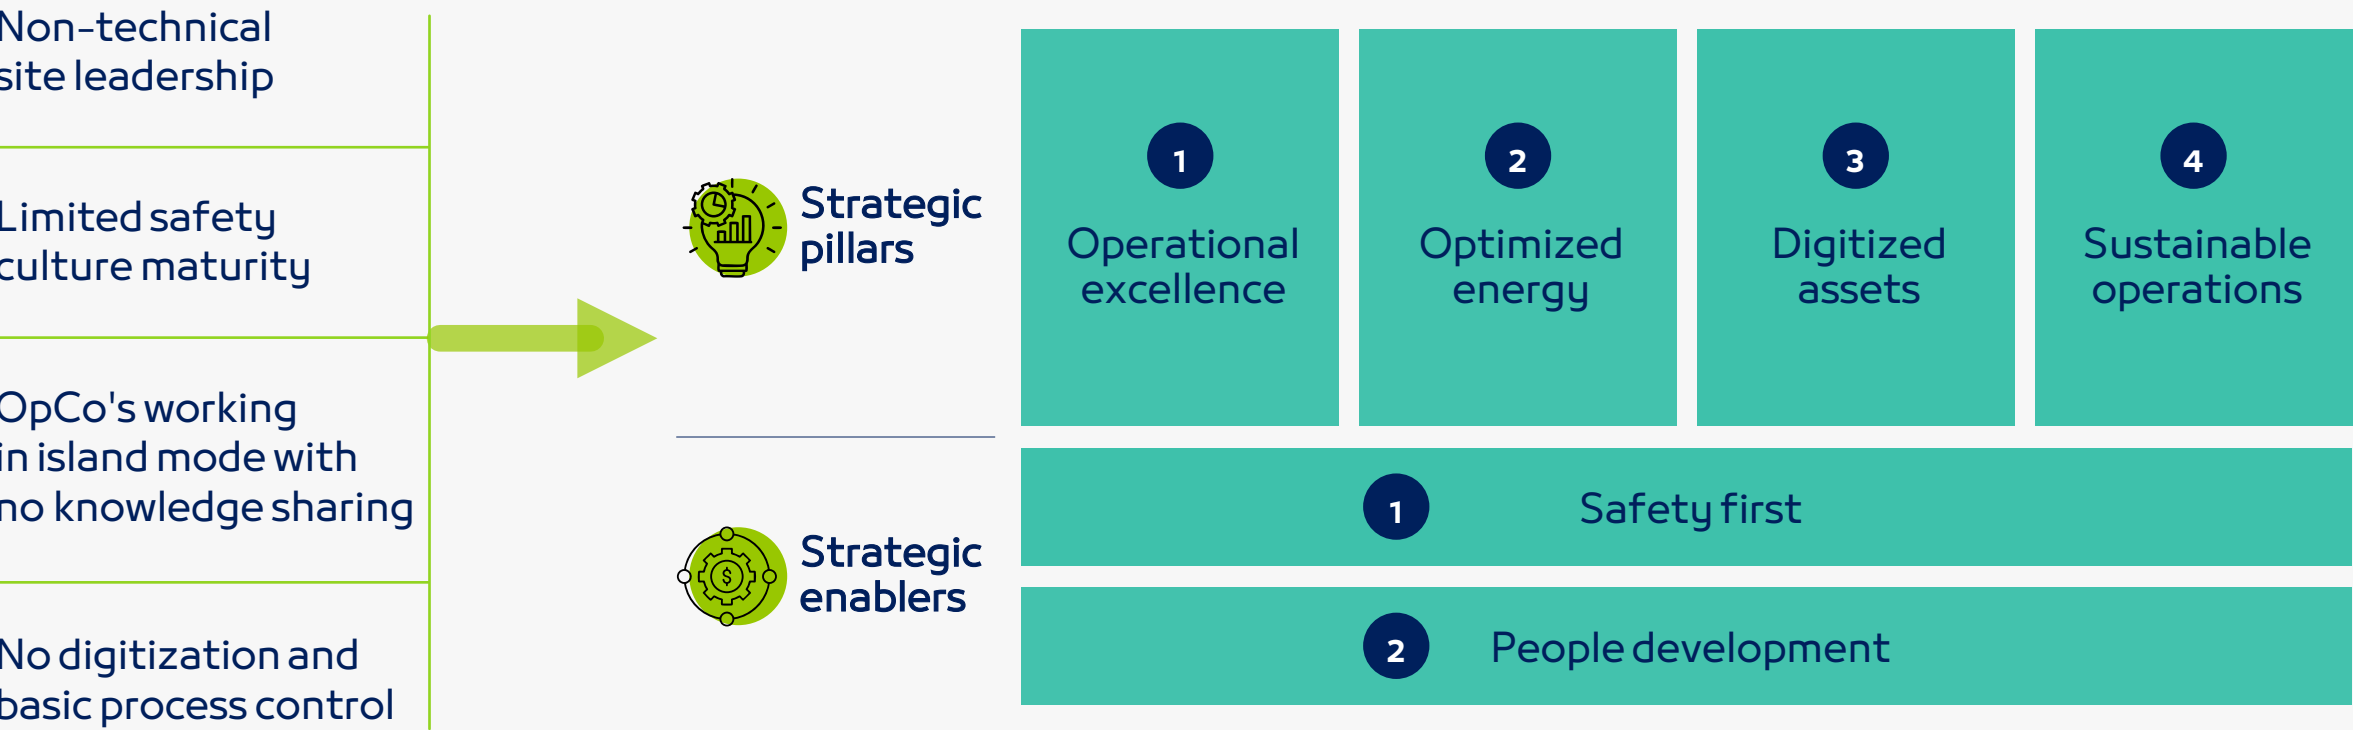 Non-technical
site leadership
Limited safety
culture maturity
OpCo's working
in island mode with
no knowledge sharing
No digitization and
basic process control
Strategic
pillars
1
Operational
excellence
2
Optimized
energy
3
Digitized
assets
4
Sustainable
operations
Strategic
enablers
$
1
Safety first
2
People development